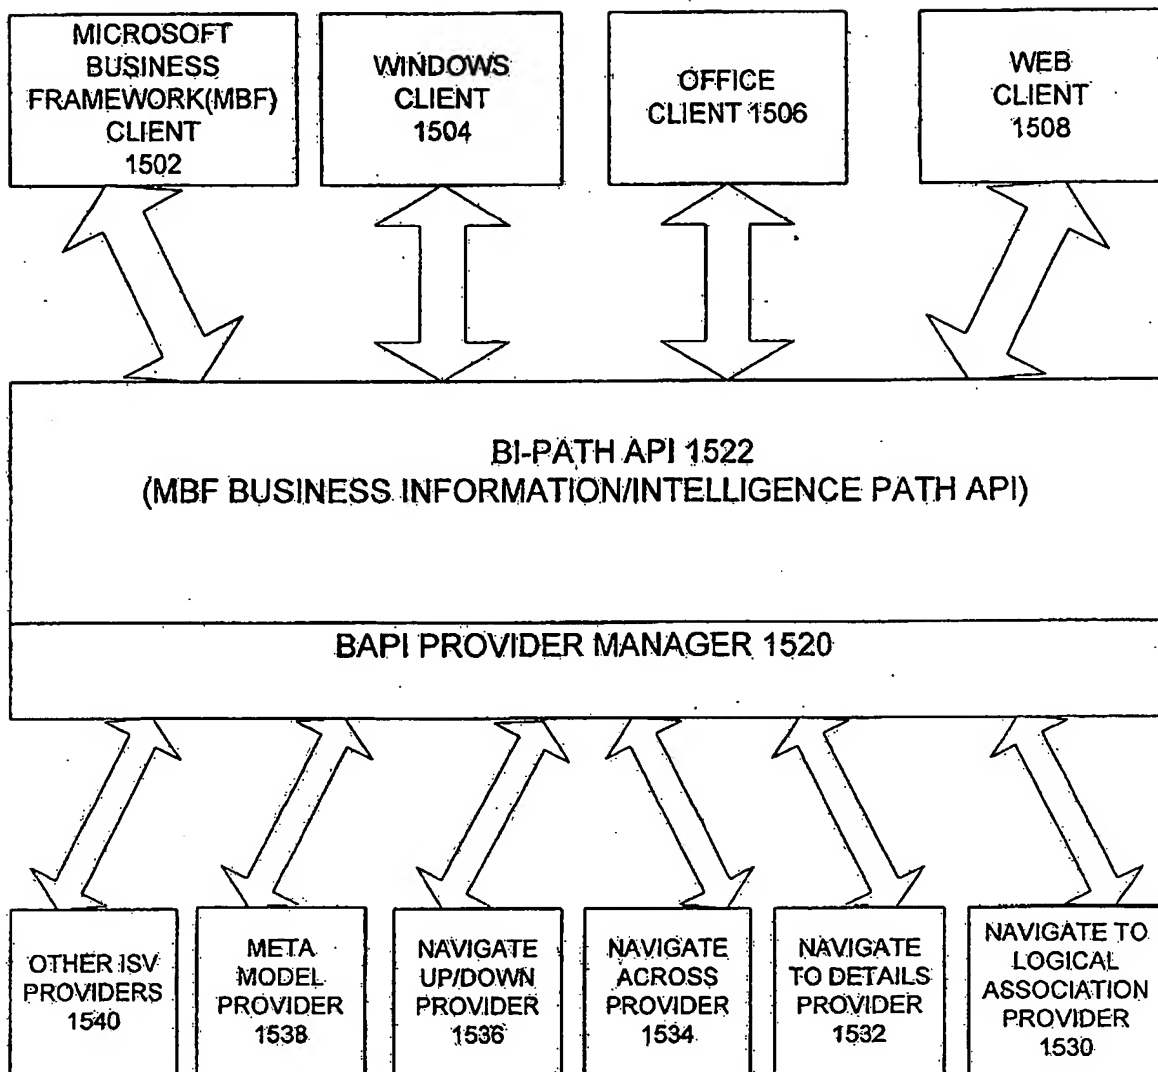 MICROSOFT
BUSINESS
FRAMEWORK(MBF)
CLIENT
1502
WINDOWS
CLIENT
1504
OFFICE
CLIENT 1506
WEB
CLIENT
1508
BI-PATH API 1522
(MBF BUSINESS INFORMATION/INTELLIGENCE PATH API)
BAPI PROVIDER MANAGER 1520
OTHER ISV
PROVIDERS
1540
META
MODEL
PROVIDER
1538
NAVIGATE
UP/DOWN
PROVIDER
1536
NAVIGATE
ACROSS
PROVIDER
1534
NAVIGATE
TO DETAILS
PROVIDER
1532
NAVIGATE TO
LOGICAL
ASSOCIATION
PROVIDER
1530